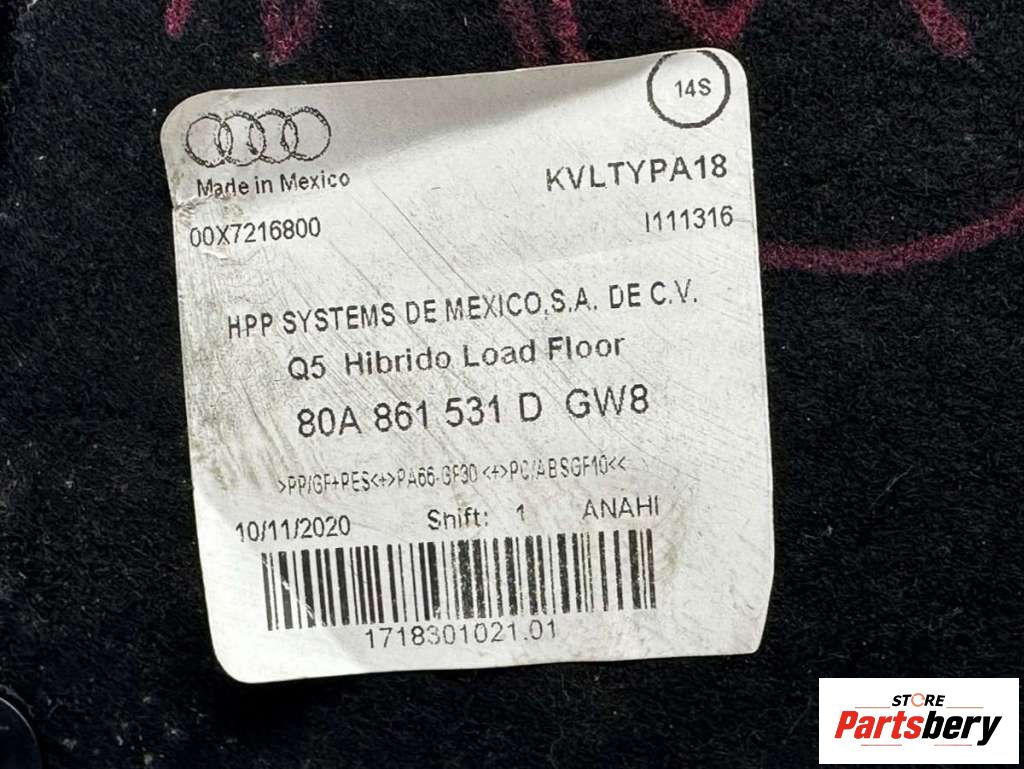 14S
Made in Mexico
KVLTYPA18
00X7216800
I111316
HPP SYSTEMS DE MEXICO,S.A. DE C.V.
Q5 Hibrido Load Floor
80A 861 531 D GW8
>PP/GF+PES<+>PA66-GF30<+>PC/ABSGF10<<
10/11/2020 Shift: 1 ANAHI
1718301021.01
STORE
Partsbery